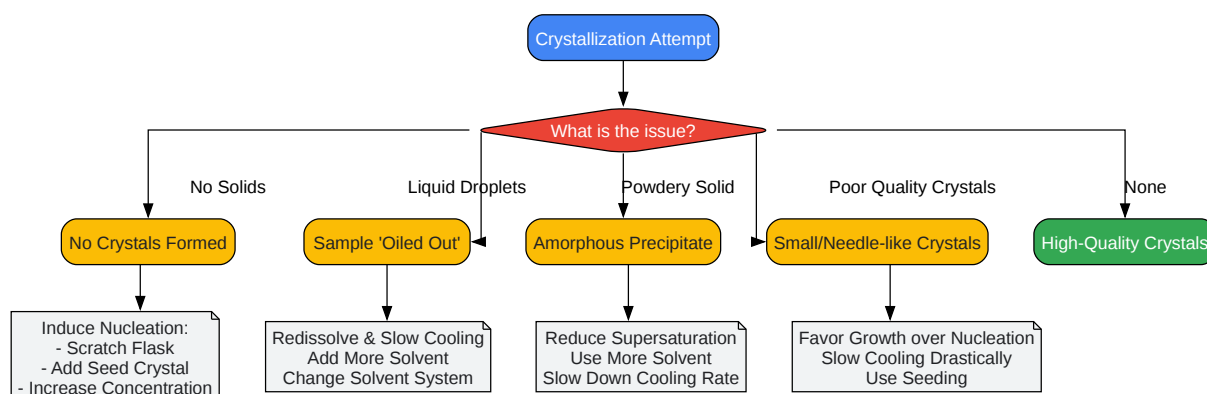 Crystallization Attempt
What is the issue?
No Solids
Liquid Droplets
Powdery Solid
Poor Quality Crystals
None
No Crystals Formed
Sample 'Oiled Out'
Amorphous Precipitate
Small/Needle-like Crystals
High-Quality Crystals
Induce Nucleation:
- Scratch Flask
- Add Seed Crystal
- Increase Concentration
Redissolve & Slow Cooling
Add More Solvent
Change Solvent System
Reduce Supersaturation
Use More Solvent
Slow Down Cooling Rate
Favor Growth over Nucleation
Slow Cooling Drastically
Use Seeding